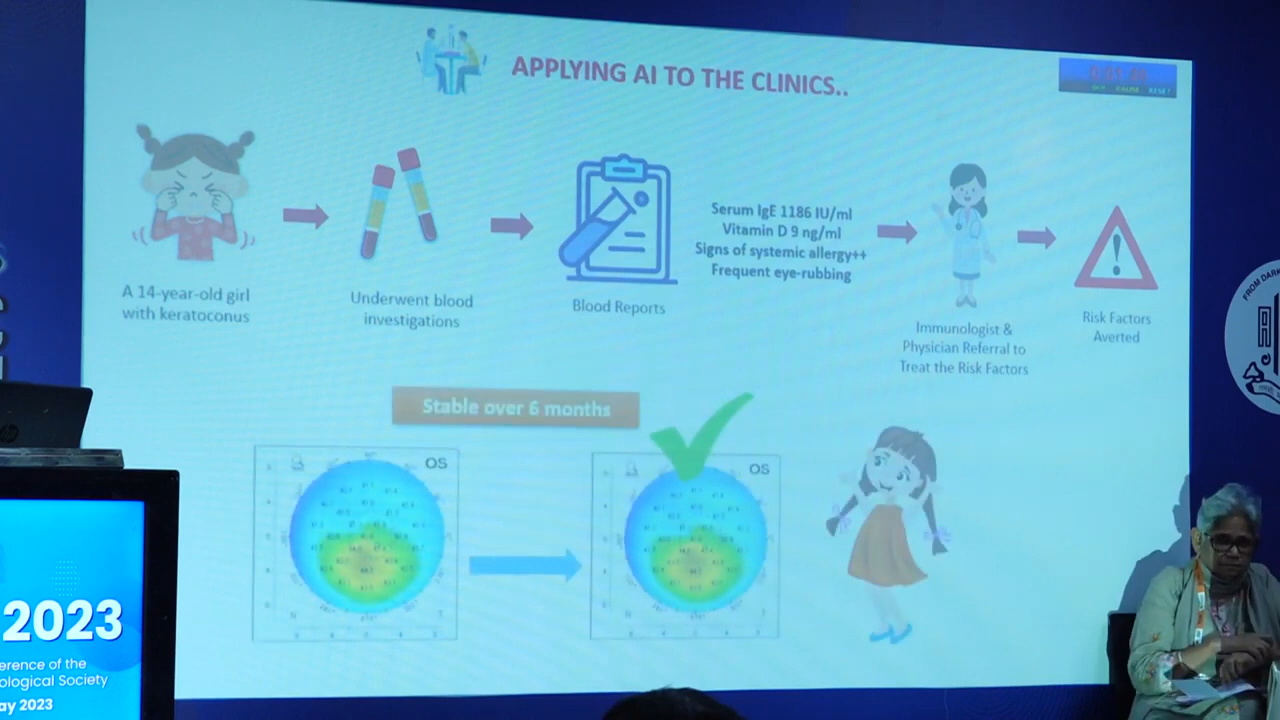 APPLYING AI TO THE CLINICS..
A 14-year-old girl
with keratoconus
Underwent blood
investigations
Blood Reports
Serum IgE 1186 IU/ml
Vitamin D 9 ng/ml
Signs of systemic allergy++
Frequent eye-rubbing
Immunologist &
Physician Referral to
Treat the Risk Factors
Risk Factors
Averted
Stable over 6 months
OS
OS
FROM DARK
hp
2023
erence of the
ological Society
ay 2023